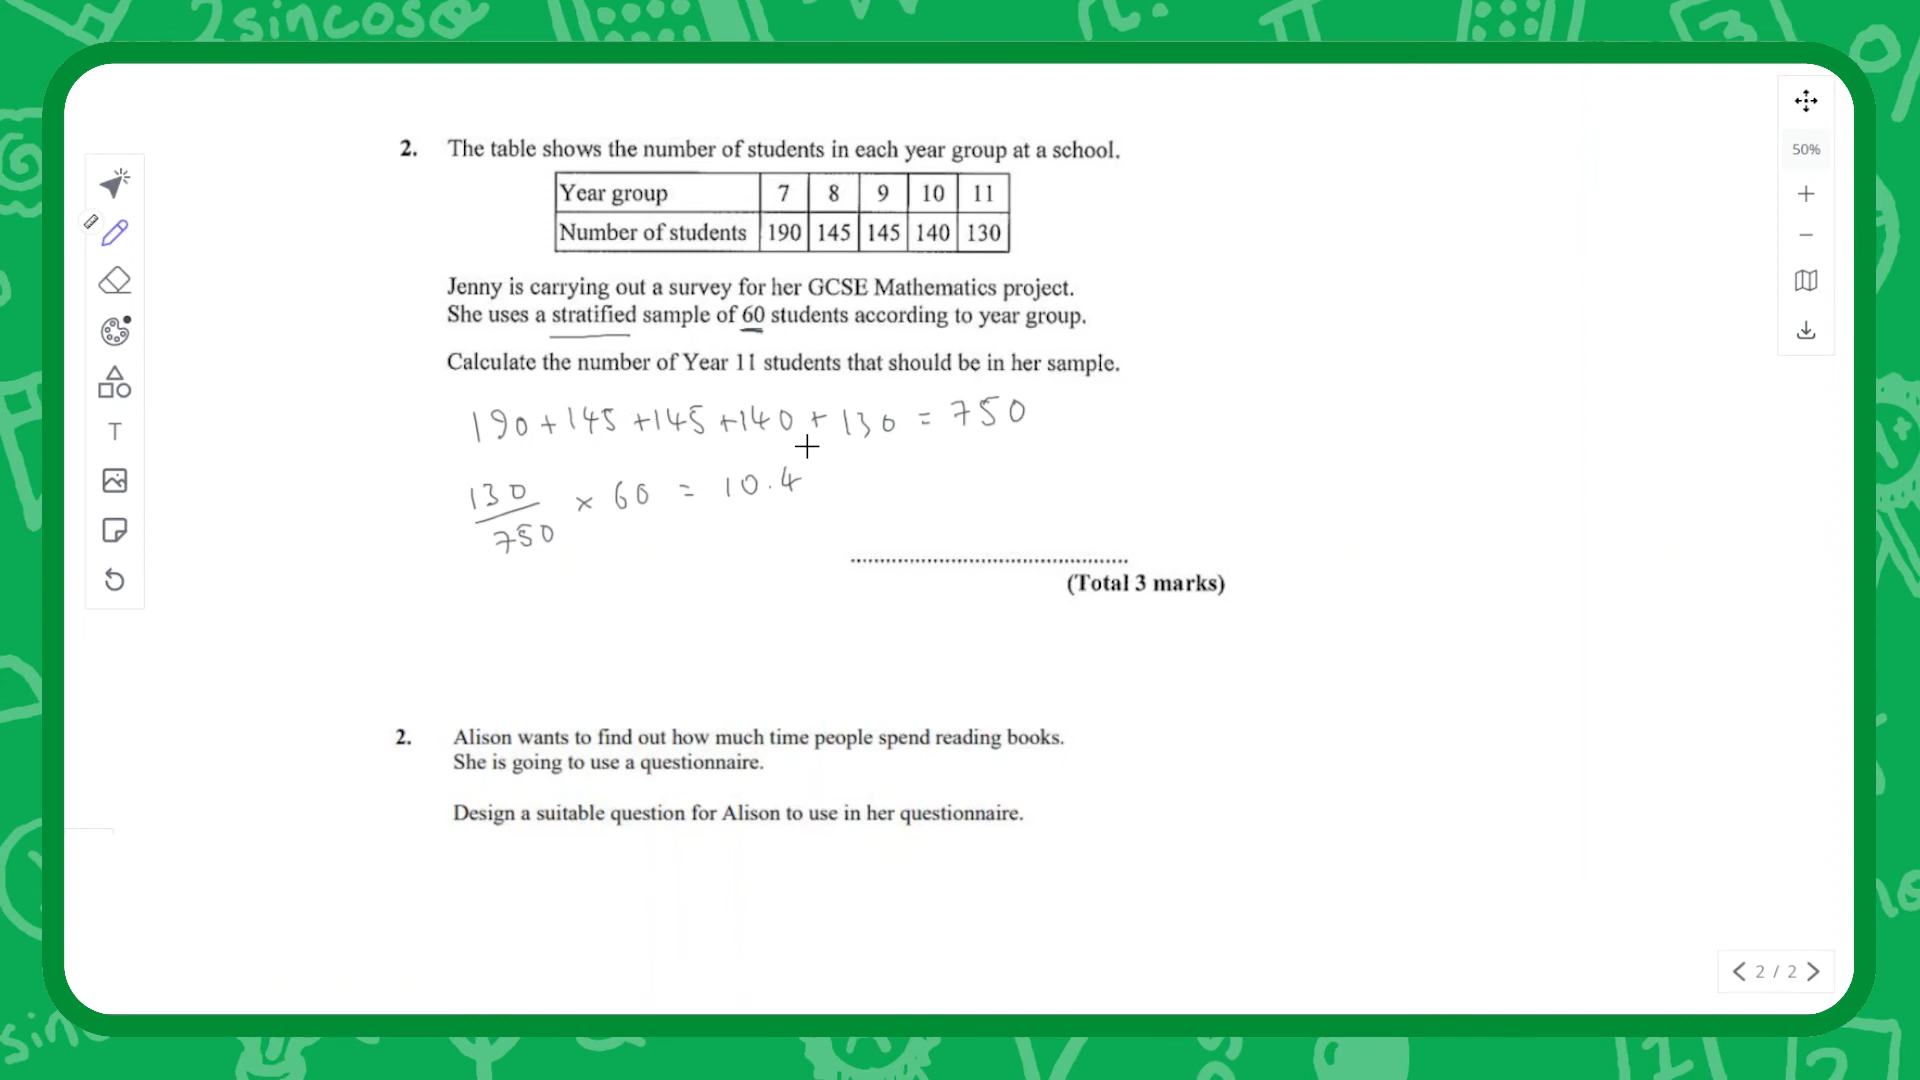 2sincos
50%
2. The table shows the number of students in each year group at a school.
Year group 7 8 9 10 11
Number of students 190 145 145 140 130
Jenny is carrying out a survey for her GCSE Mathematics project.
She uses a stratified sample of 60 students according to year group.
Calculate the number of Year 11 students that should be in her sample.
190 + 145 + 145 + 140 + 130 = 750
130/750 × 60 = 10.4
(Total 3 marks)
T
2. Alison wants to find out how much time people spend reading books.
She is going to use a questionnaire.
Design a suitable question for Alison to use in her questionnaire.
2 / 2
sin